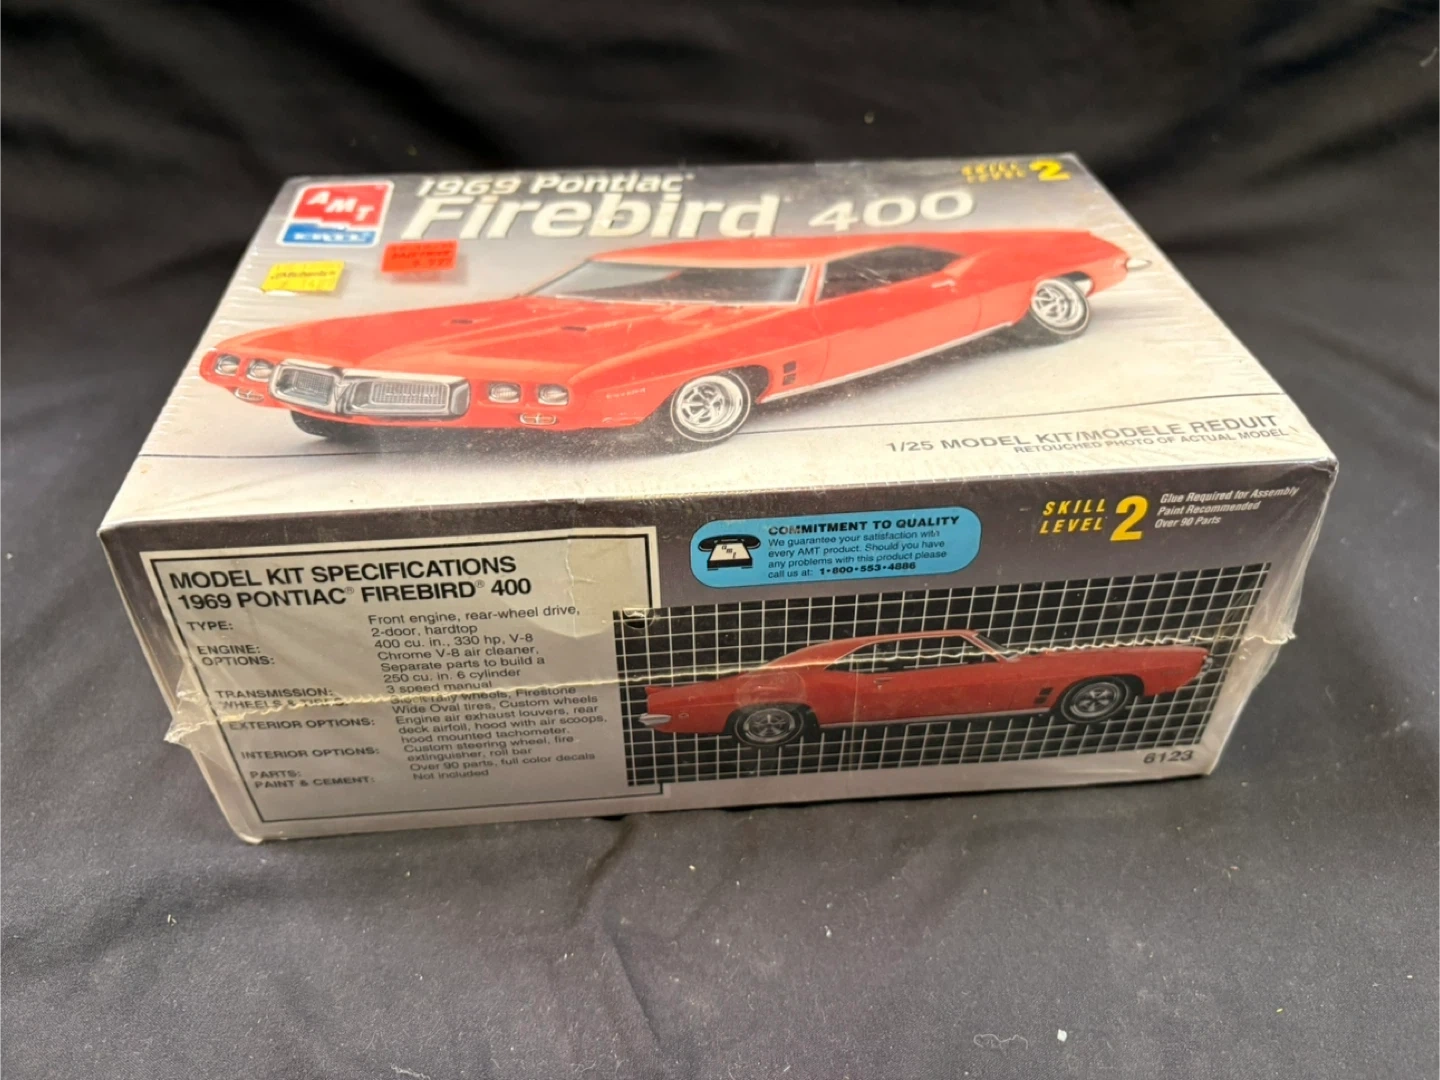 AMT
ERTL
1969 Pontiac®
Firebird® 400
SKILL
LEVEL 2
1/25 MODEL KIT/MODELE REDUIT
RETOUCHED PHOTO OF ACTUAL MODEL
MODEL KIT SPECIFICATIONS
1969 PONTIAC® FIREBIRD® 400
TYPE: Front engine, rear-wheel drive,
2-door, hardtop
ENGINE: 400 cu. in., 330 hp, V-8
OPTIONS: Chrome V-8 air cleaner,
Separate parts to build a
250 cu. in. 6 cylinder
TRANSMISSION: 3 speed manual
WHEELS & rally wheels, Firestone
Wide Oval tires, Custom wheels
EXTERIOR OPTIONS: Engine air exhaust louvers, rear
deck airfoil, hood with air scoops,
hood mounted tachometer.
INTERIOR OPTIONS: Custom steering wheel, fire
extinguisher, roll bar
PARTS: Over 90 parts, full color decals
PAINT & CEMENT: Not included
amt
COMMITMENT TO QUALITY
We guarantee your satisfaction with
every AMT product. Should you have
any problems with this product please
call us at: 1•800•553•4886
SKILL
LEVEL 2
Glue Required for Assembly
Paint Recommended
Over 90 Parts
6123